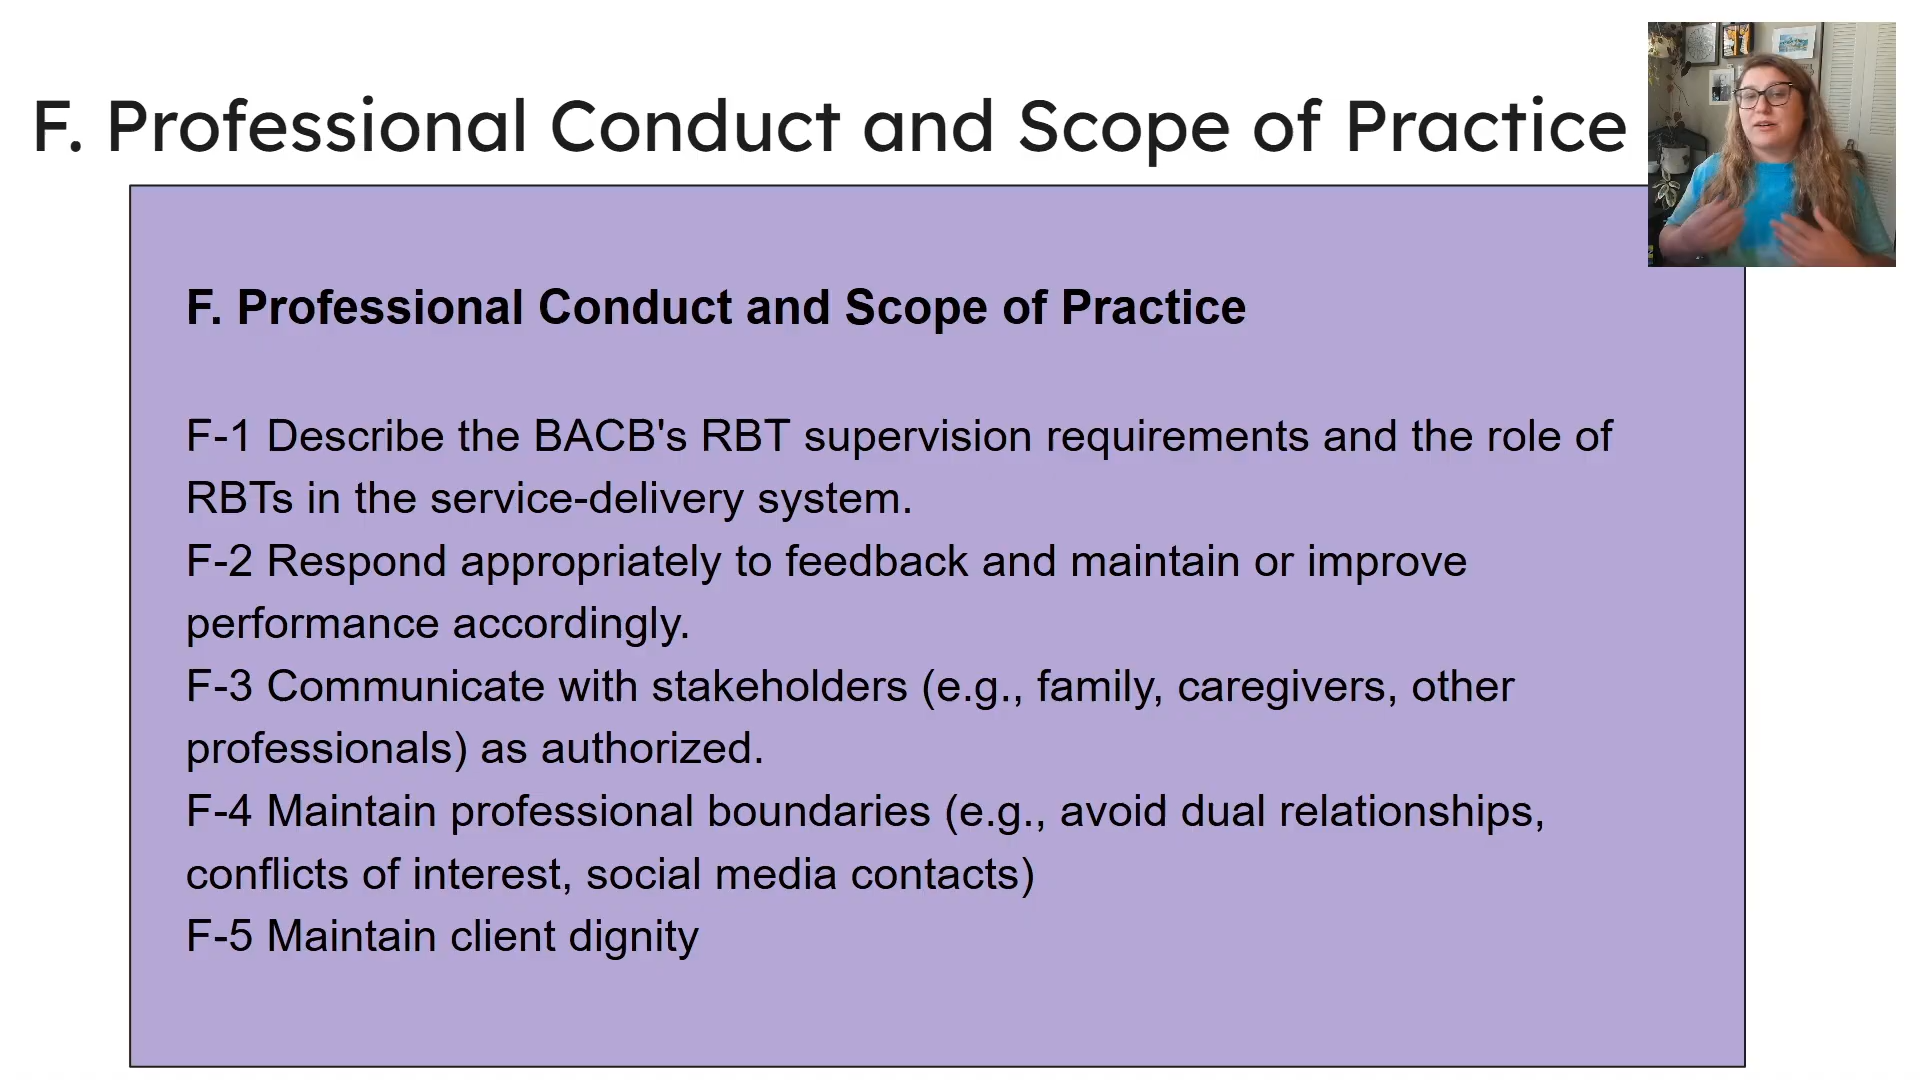 F. Professional Conduct and Scope of Practice
F. Professional Conduct and Scope of Practice
F-1 Describe the BACB's RBT supervision requirements and the role of
RBTs in the service-delivery system.
F-2 Respond appropriately to feedback and maintain or improve
performance accordingly.
F-3 Communicate with stakeholders (e.g., family, caregivers, other
professionals) as authorized.
F-4 Maintain professional boundaries (e.g., avoid dual relationships,
conflicts of interest, social media contacts)
F-5 Maintain client dignity